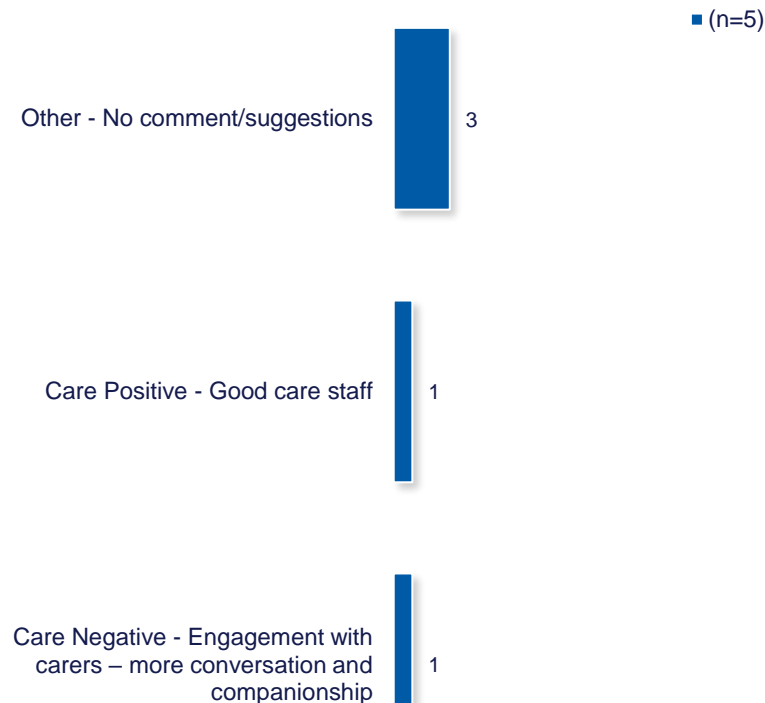 (n=5)
Other - No comment/suggestions
3
Care Positive - Good care staff
1
Care Negative - Engagement with
carers – more conversation and
companionship
1